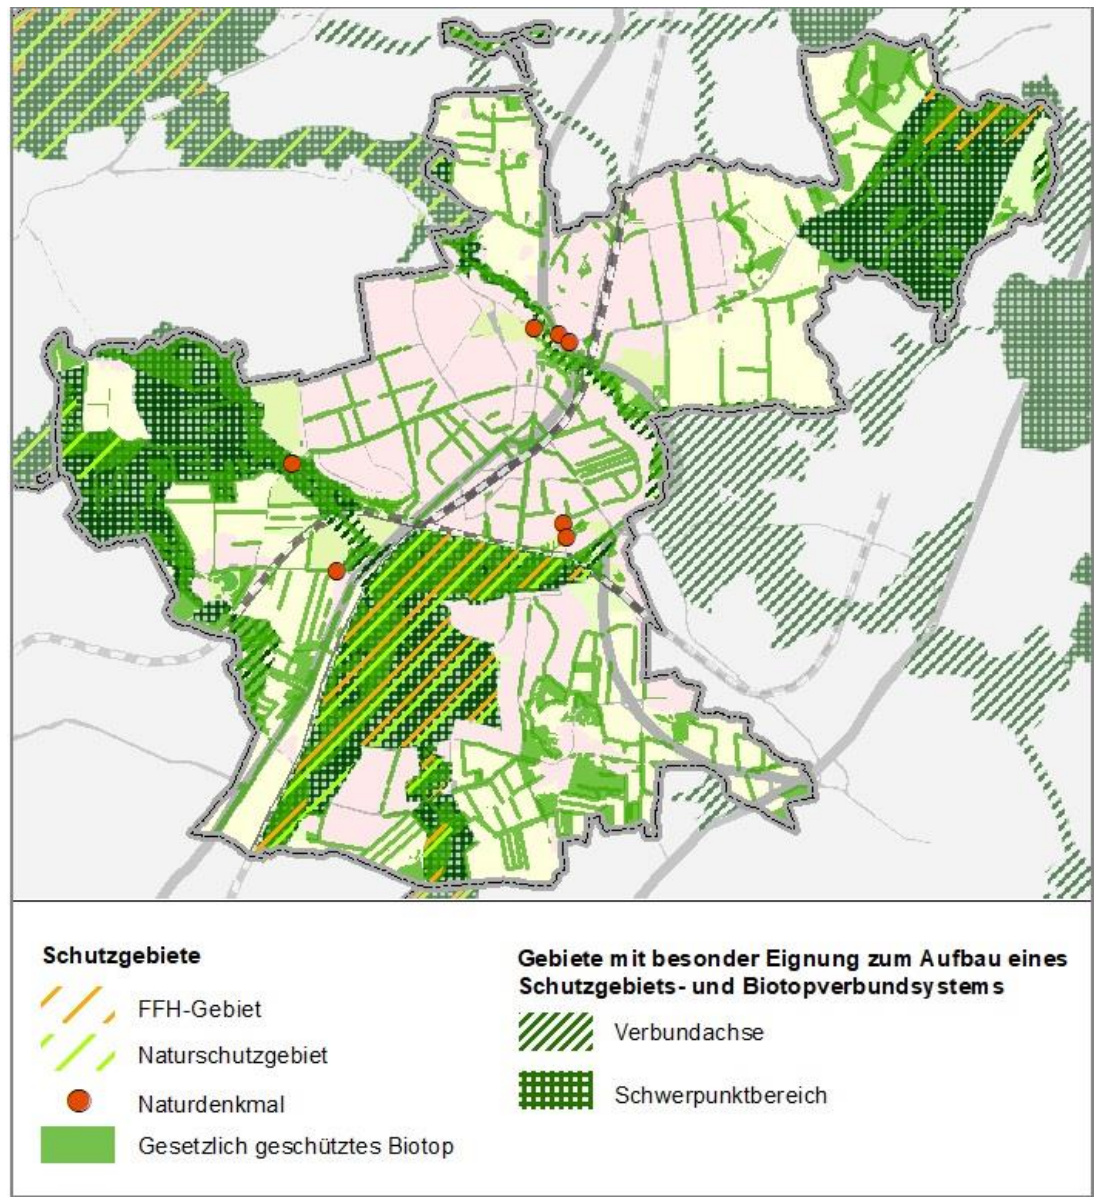 Schutzgebiete
FFH-Gebiet
Naturschutzgebiet
Naturdenkmal
Gesetzlich geschütztes Biotop
Gebiete mit besonder Eignung zum Aufbau eines
Schutzgebiets- und Biotopverbundsystems
Verbundachse
Schwerpunktbereich